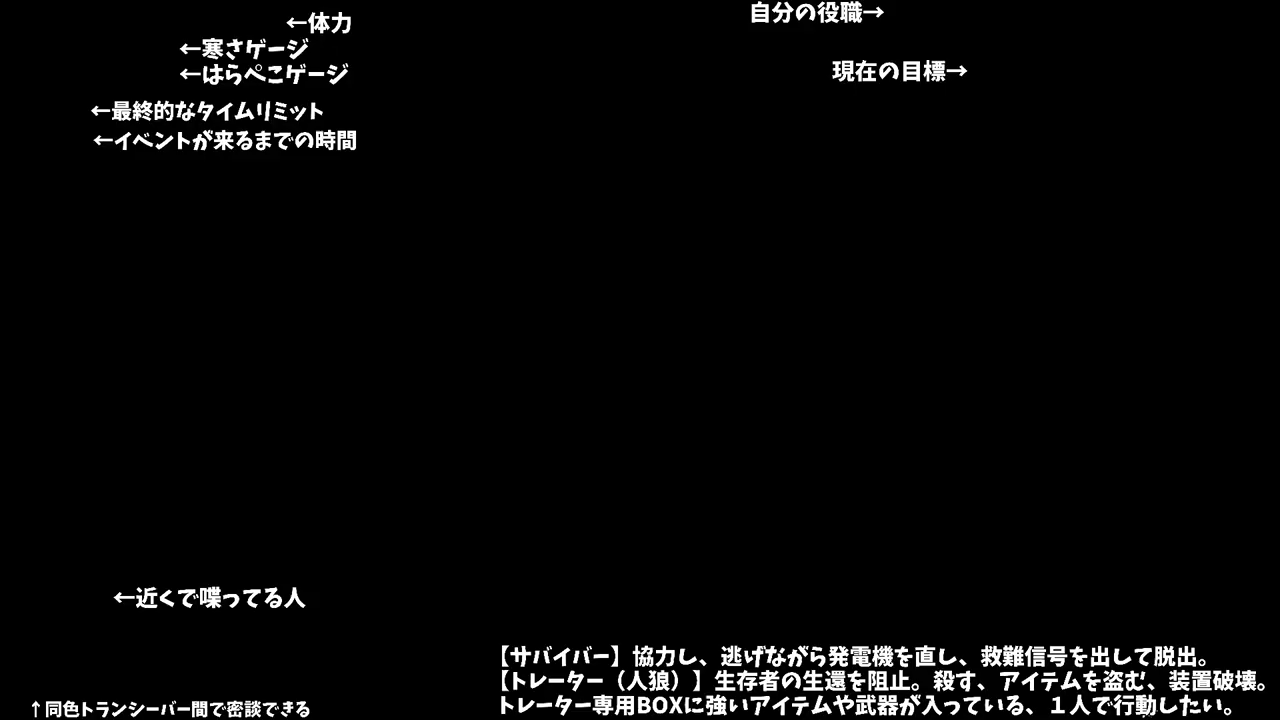 ←体力
自分の役職→
←寒さゲージ
←はらぺこゲージ
現在の目標→
←最終的なタイムリミット
←イベントが来るまでの時間
←近くで喋ってる人
【サバイバー】協力し、逃げながら発電機を直し、救難信号を出して脱出。
【トレーター（人狼）】生存者の生還を阻止。殺す、アイテムを盗む、装置破壊。
トレーター専用BOXに強いアイテムや武器が入っている、１人で行動したい。
↑同色トランシーバー間で密談できる